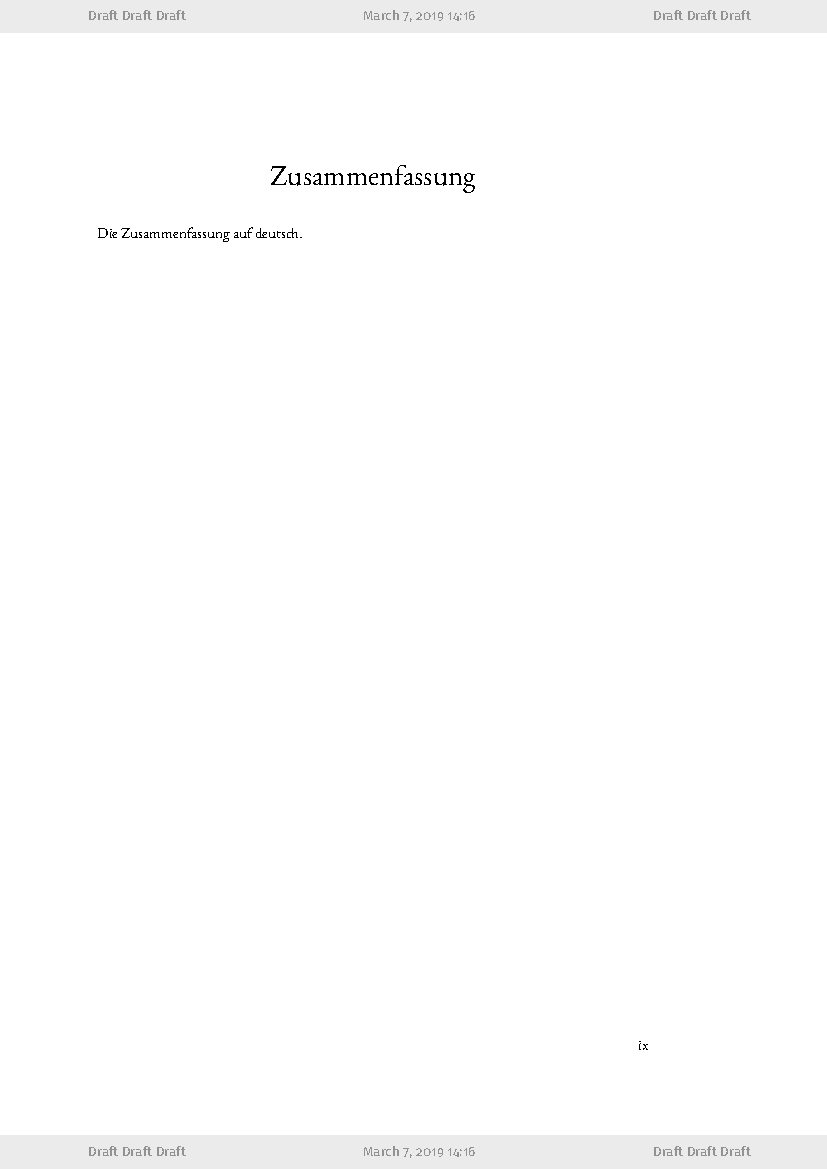 Draft Draft Draft March 7, 2019 14:16 Draft Draft Draft
Zusammenfassung
Die Zusammenfassung auf deutsch.
ix
Draft Draft Draft March 7, 2019 14:16 Draft Draft Draft